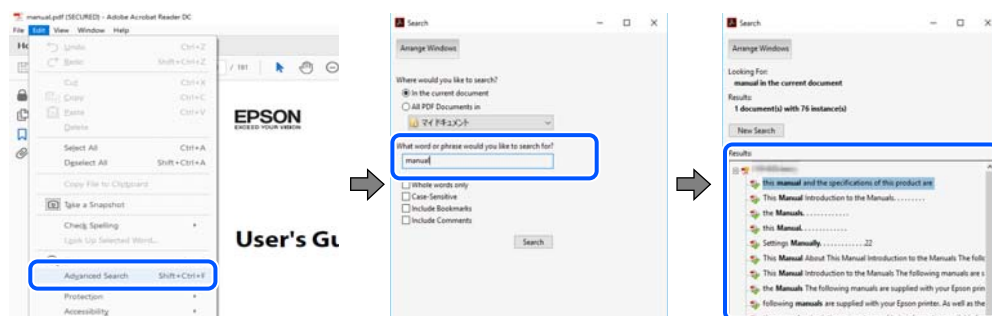 manual.pdf (SECURED) - Adobe Acrobat Reader DC
File Edit View Window Help
Undo Ctrl+Z
Redo Shift+Ctrl+Z
Cut Ctrl+X
Copy Ctrl+C
Paste Ctrl+V
Delete
Select All Ctrl+A
Deselect All Shift+Ctrl+A
Copy File to Clipboard
Take a Snapshot
Check Spelling
Look Up Selected Word...
Advanced Search Shift+Ctrl+F
Protection
Accessibility
/ 181
EPSON
EXCEED YOUR VISION
User's Gu
Search
Arrange Windows
Where would you like to search?
In the current document
All PDF Documents in
マイ ドキュメント
What word or phrase would you like to search for?
manual
Whole words only
Case-Sensitive
Include Bookmarks
Include Comments
Search
Search
Arrange Windows
Looking For:
manual in the current document
Results:
1 document(s) with 76 instance(s)
New Search
Results:
this manual and the specifications of this product are
This Manual Introduction to the Manuals. . . . . . . . .
the Manuals. . . . . . . . . . . .
this Manual. . . . . . . . . . . .
Settings Manually. . . . . . . . . . . .22
This Manual About This Manual Introduction to the Manuals The follo
This Manual Introduction to the Manuals The following manuals are s
the Manuals The following manuals are supplied with your Epson prin
following manuals are supplied with your Epson printer. As well as the